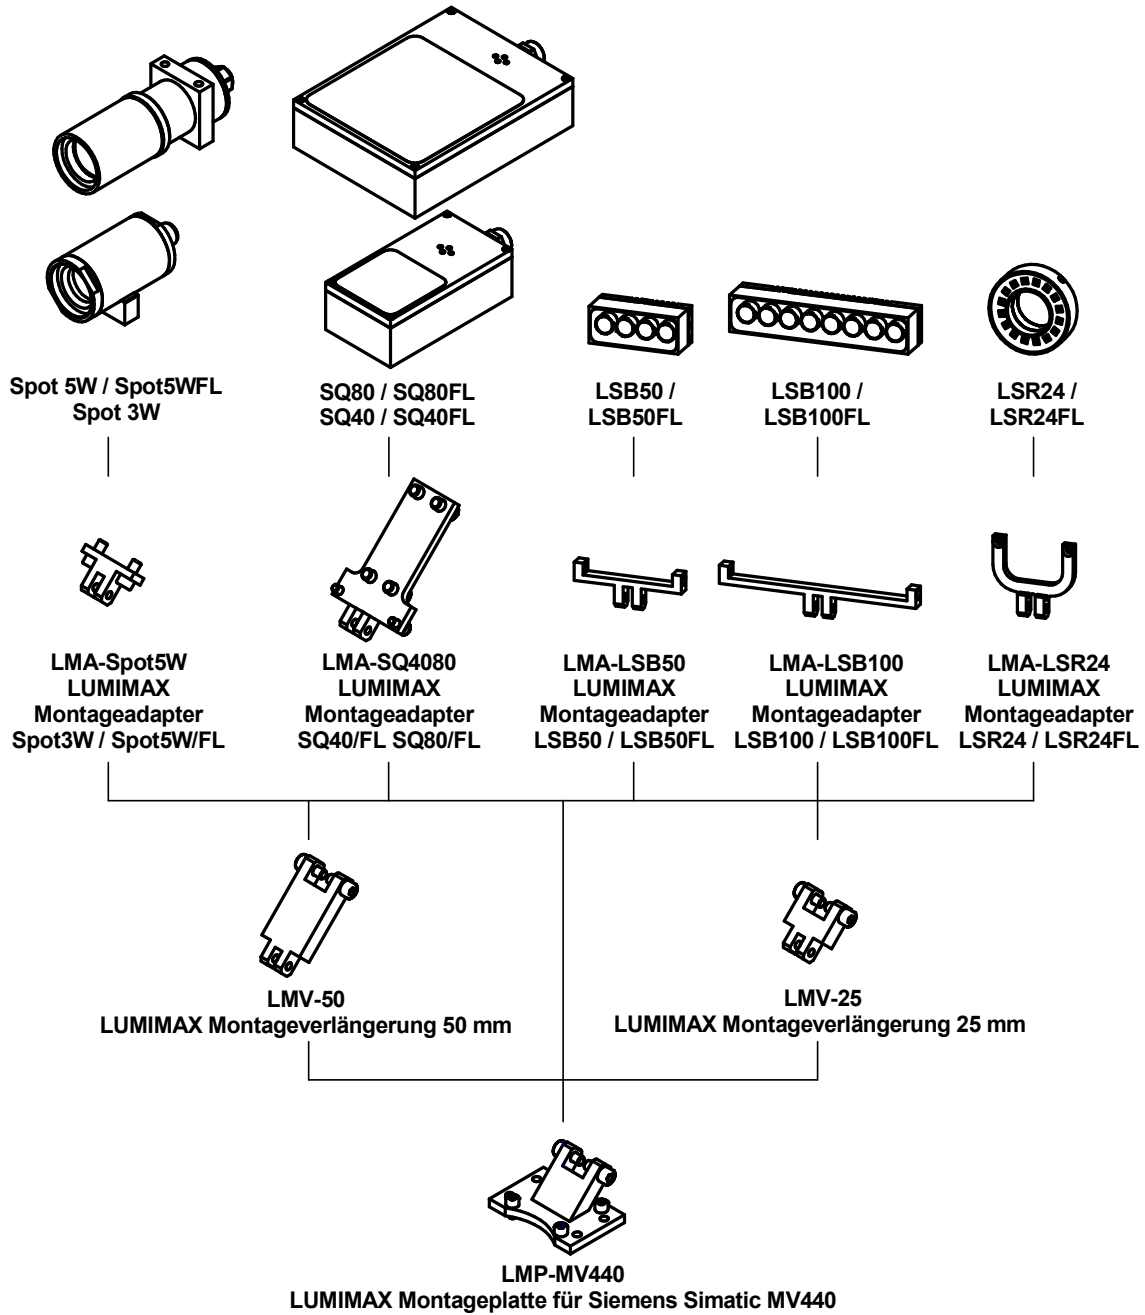 Spot 5W / Spot5WFL
Spot 3W
SQ80 / SQ80FL
SQ40 / SQ40FL
LSB50 /
LSB50FL
LSB100 /
LSB100FL
LSR24 /
LSR24FL
LMA-Spot5W
LUMIMAX
Montageadapter
Spot3W / Spot5W/FL
LMA-SQ4080
LUMIMAX
Montageadapter
SQ40/FL SQ80/FL
LMA-LSB50
LUMIMAX
Montageadapter
LSB50 / LSB50FL
LMA-LSB100
LUMIMAX
Montageadapter
LSB100 / LSB100FL
LMA-LSR24
LUMIMAX
Montageadapter
LSR24 / LSR24FL
LMV-50
LUMIMAX Montageverlängerung 50 mm
LMV-25
LUMIMAX Montageverlängerung 25 mm
LMP-MV440
LUMIMAX Montageplatte für Siemens Simatic MV440